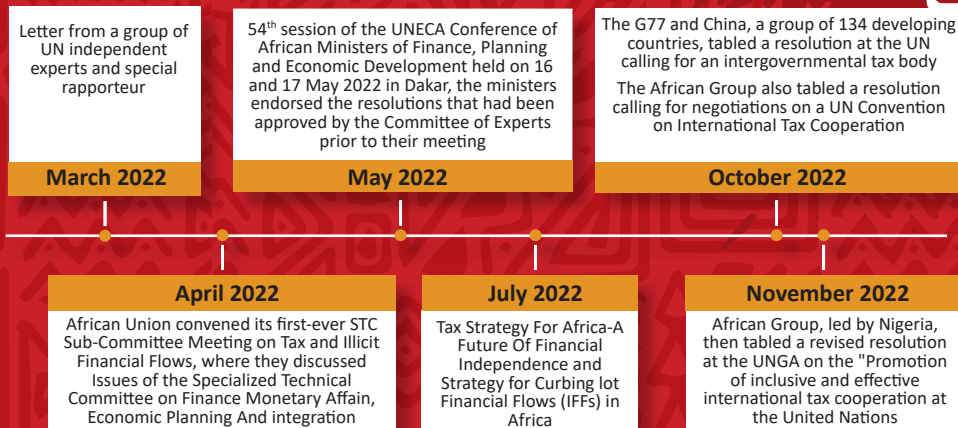 Letter from a group of
UN independent
experts and special
rapporteur
March 2022
54th session of the UNECA Conference of
African Ministers of Finance, Planning
and Economic Development held on 16
and 17 May 2022 in Dakar, the ministers
endorsed the resolutions that had been
approved by the Committee of Experts
prior to their meeting
May 2022
The G77 and China, a group of 134 developing
countries, tabled a resolution at the UN
calling for an intergovernmental tax body
The African Group also tabled a resolution
calling for negotiations on a UN Convention
on International Tax Cooperation
October 2022
April 2022
African Union convened its first-ever STC
Sub-Committee Meeting on Tax and Illicit
Financial Flows, where they discussed
Issues of the Specialized Technical
Committee on Finance Monetary Affair,
Economic Planning And integration
July 2022
Tax Strategy For Africa-A
Future Of Financial
Independence and
Strategy for Curbing lot
Financial Flows (IFFs) in
Africa
November 2022
African Group, led by Nigeria,
then tabled a revised resolution
at the UNGA on the "Promotion
of inclusive and effective
international tax cooperation at
the United Nations